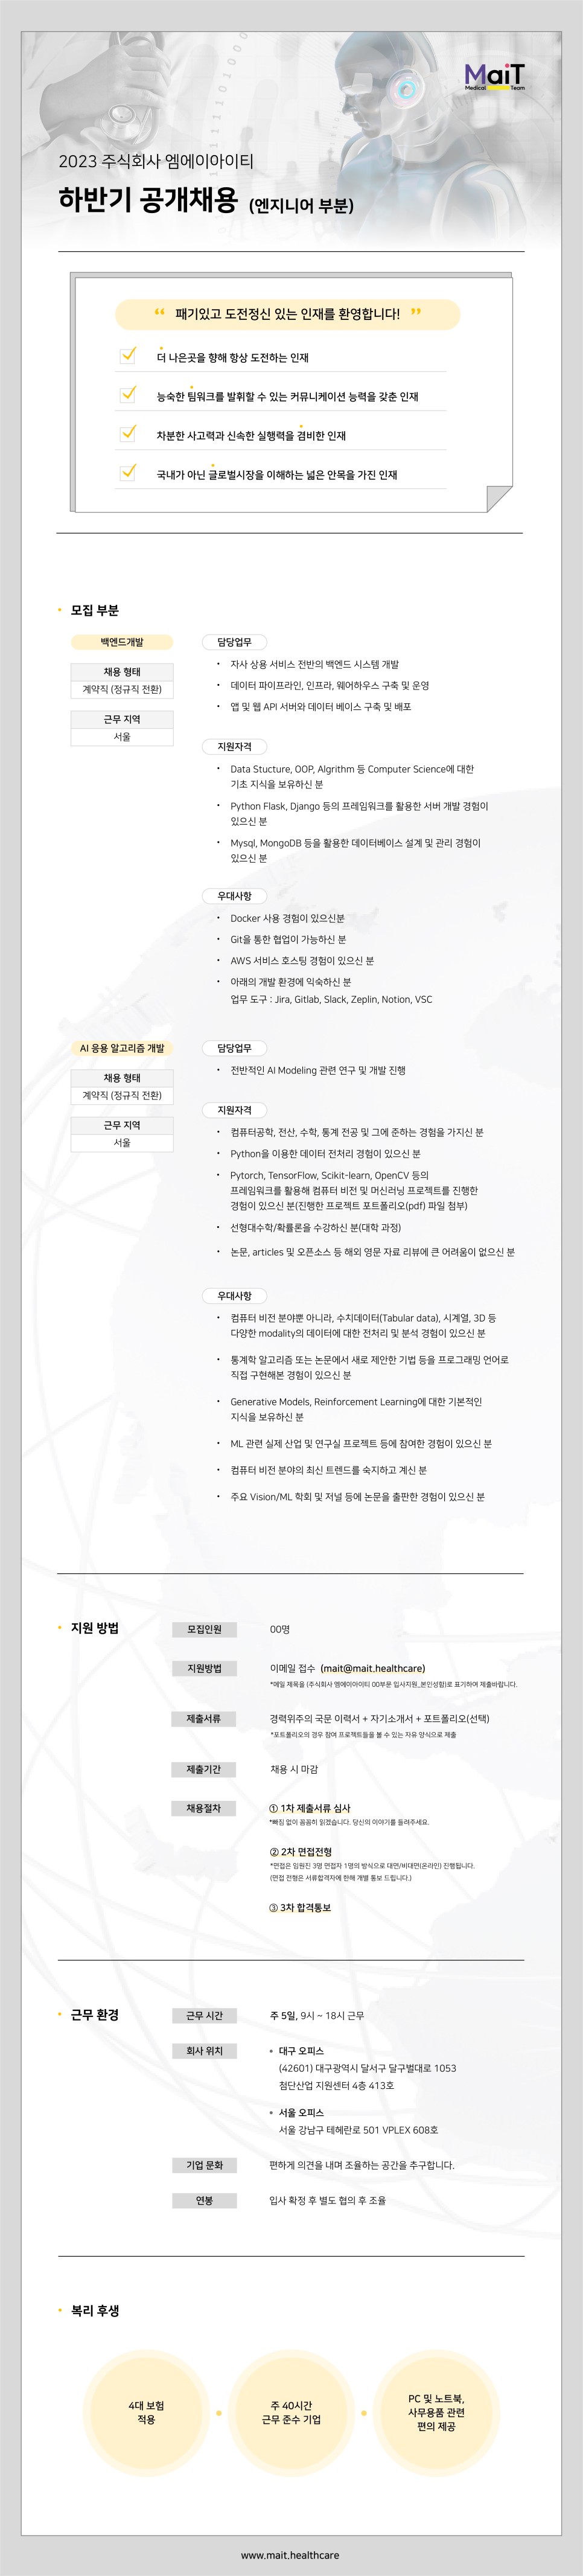 MaiT
Medical Team
2023 주식회사 엠에이아이티
하반기 공개채용 (엔지니어 부분)
“ 패기있고 도전정신 있는 인재를 환영합니다! ”
더 나은곳을 향해 항상 도전하는 인재
능숙한 팀워크를 발휘할 수 있는 커뮤니케이션 능력을 갖춘 인재
차분한 사고력과 신속한 실행력을 겸비한 인재
국내가 아닌 글로벌시장을 이해하는 넓은 안목을 가진 인재
• 모집 부분
백엔드개발
채용 형태
계약직 (정규직 전환)
근무 지역
서울
담당업무
• 자사 상용 서비스 전반의 백엔드 시스템 개발
• 데이터 파이프라인, 인프라, 웨어하우스 구축 및 운영
• 앱 및 웹 API 서버와 데이터 베이스 구축 및 배포
지원자격
• Data Stucture, OOP, Algrithm 등 Computer Science에 대한
기초 지식을 보유하신 분
• Python Flask, Django 등의 프레임워크를 활용한 서버 개발 경험이
있으신 분
• Mysql, MongoDB 등을 활용한 데이터베이스 설계 및 관리 경험이
있으신 분
우대사항
• Docker 사용 경험이 있으신분
• Git을 통한 협업이 가능하신 분
• AWS 서비스 호스팅 경험이 있으신 분
• 아래의 개발 환경에 익숙하신 분
업무 도구 : Jira, Gitlab, Slack, Zeplin, Notion, VSC
AI 응용 알고리즘 개발
채용 형태
계약직 (정규직 전환)
근무 지역
서울
담당업무
• 전반적인 AI Modeling 관련 연구 및 개발 진행
지원자격
• 컴퓨터공학, 전산, 수학, 통계 전공 및 그에 준하는 경험을 가지신 분
• Python을 이용한 데이터 전처리 경험이 있으신 분
• Pytorch, TensorFlow, Scikit-learn, OpenCV 등의
프레임워크를 활용해 컴퓨터 비전 및 머신러닝 프로젝트를 진행한
경험이 있으신 분(진행한 프로젝트 포트폴리오(pdf) 파일 첨부)
• 선형대수학/확률론을 수강하신 분(대학 과정)
• 논문, articles 및 오픈소스 등 해외 영문 자료 리뷰에 큰 어려움이 없으신 분
우대사항
• 컴퓨터 비전 분야뿐 아니라, 수치데이터(Tabular data), 시계열, 3D 등
다양한 modality의 데이터에 대한 전처리 및 분석 경험이 있으신 분
• 통계학 알고리즘 또는 논문에서 새로 제안한 기법 등을 프로그래밍 언어로
직접 구현해본 경험이 있으신 분
• Generative Models, Reinforcement Learning에 대한 기본적인
지식을 보유하신 분
• ML 관련 실제 산업 및 연구실 프로젝트 등에 참여한 경험이 있으신 분
• 컴퓨터 비전 분야의 최신 트렌드를 숙지하고 계신 분
• 주요 Vision/ML 학회 및 저널 등에 논문을 출판한 경험이 있으신 분
• 지원 방법
모집인원
00명
지원방법
이메일 접수 (mait@mait.healthcare)
*메일 제목을 (주식회사 엠에이아이티 00부문 입사지원_본인성함)로 표기하여 제출바랍니다.
제출서류
경력위주의 국문 이력서 + 자기소개서 + 포트폴리오(선택)
*포트폴리오의 경우 참여 프로젝트들을 볼 수 있는 자유 양식으로 제출
제출기간
채용 시 마감
채용절차
① 1차 제출서류 심사
*빠짐 없이 꼼꼼히 읽겠습니다. 당신의 이야기를 들려주세요.
② 2차 면접전형
*면접은 임원진 3명 면접자 1명의 방식으로 대면/비대면(온라인) 진행됩니다.
(면접 전형은 서류합격자에 한해 개별 통보 드립니다.)
③ 3차 합격통보
• 근무 환경
근무 시간
주 5일, 9시 ~ 18시 근무
회사 위치
• 대구 오피스
(42601) 대구광역시 달서구 달구벌대로 1053
첨단산업 지원센터 4층 413호
• 서울 오피스
서울 강남구 테헤란로 501 VPLEX 608호
기업 문화
편하게 의견을 내며 조율하는 공간을 추구합니다.
연봉
입사 확정 후 별도 협의 후 조율
• 복리 후생
4대 보험
적용
주 40시간
근무 준수 기업
PC 및 노트북,
사무용품 관련
편의 제공
www.mait.healthcare